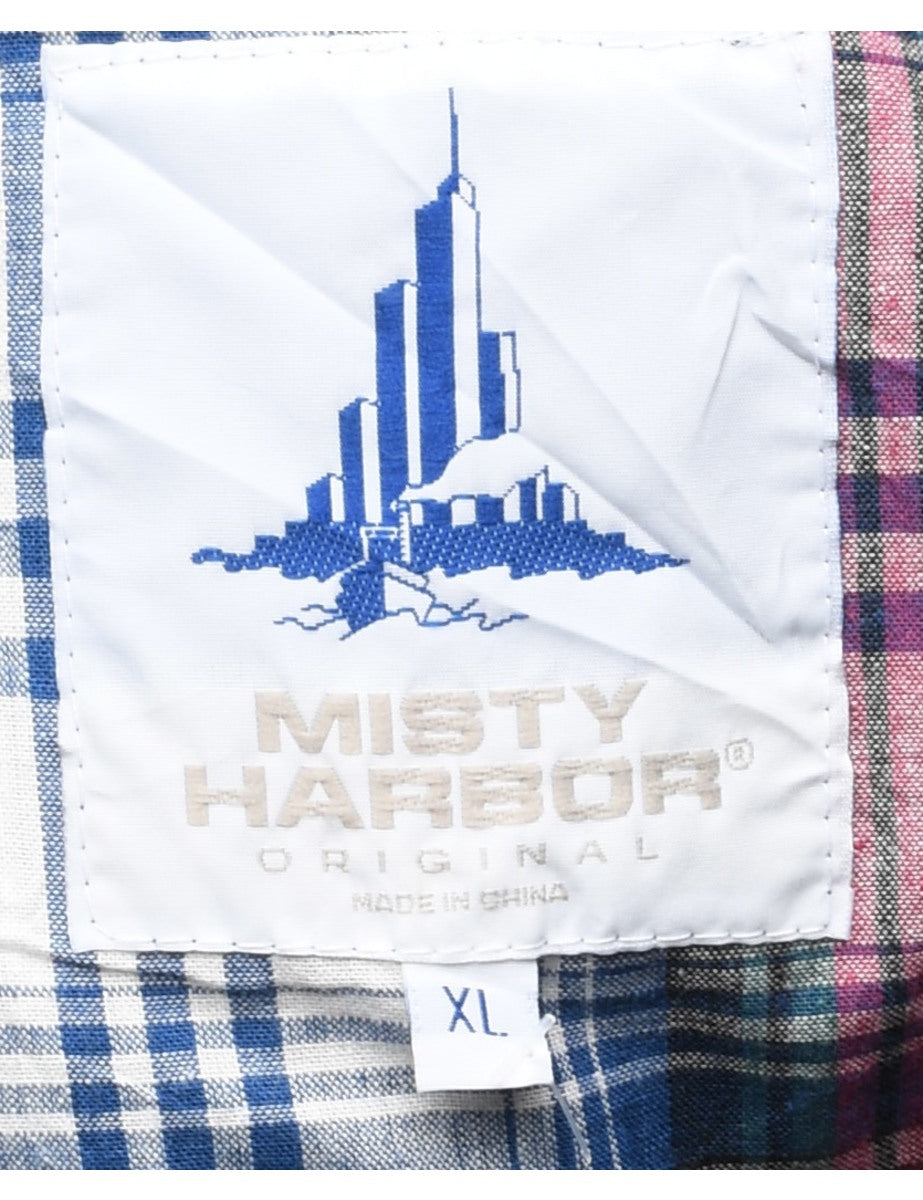 MISTY
HARBOR®
ORIGINAL
MADE IN CHINA
XL